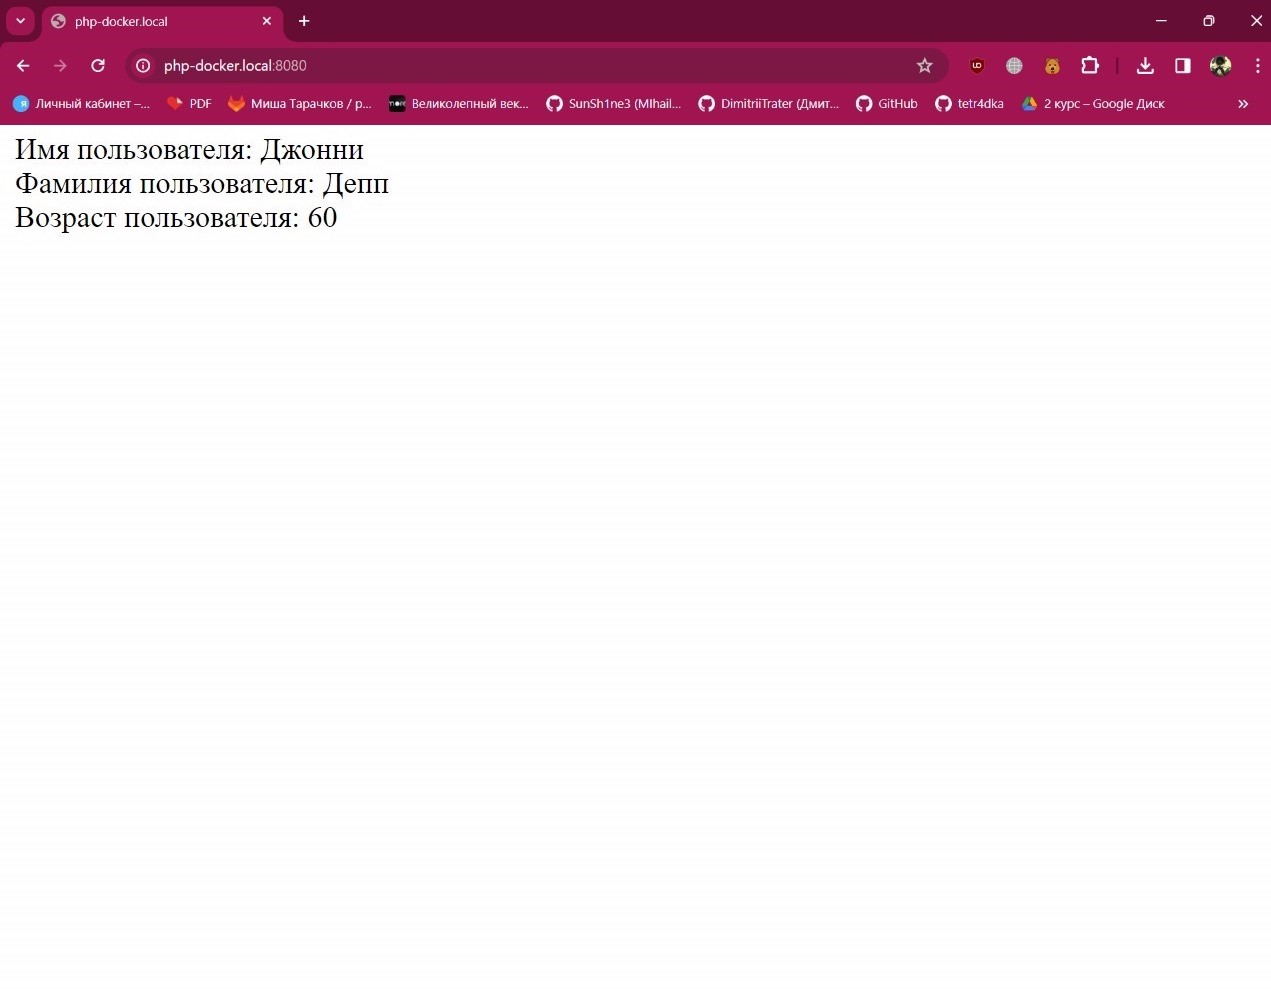 php-docker.local
php-docker.local:8080
Личный кабинет –...
PDF
Миша Тарачков / р...
Великолепный век...
SunSh1ne3 (MIhail...
DimitriiTrater (Дмит...
GitHub
tetr4dka
2 курс – Google Диск
Имя пользователя: Джонни
Фамилия пользователя: Депп
Возраст пользователя: 60